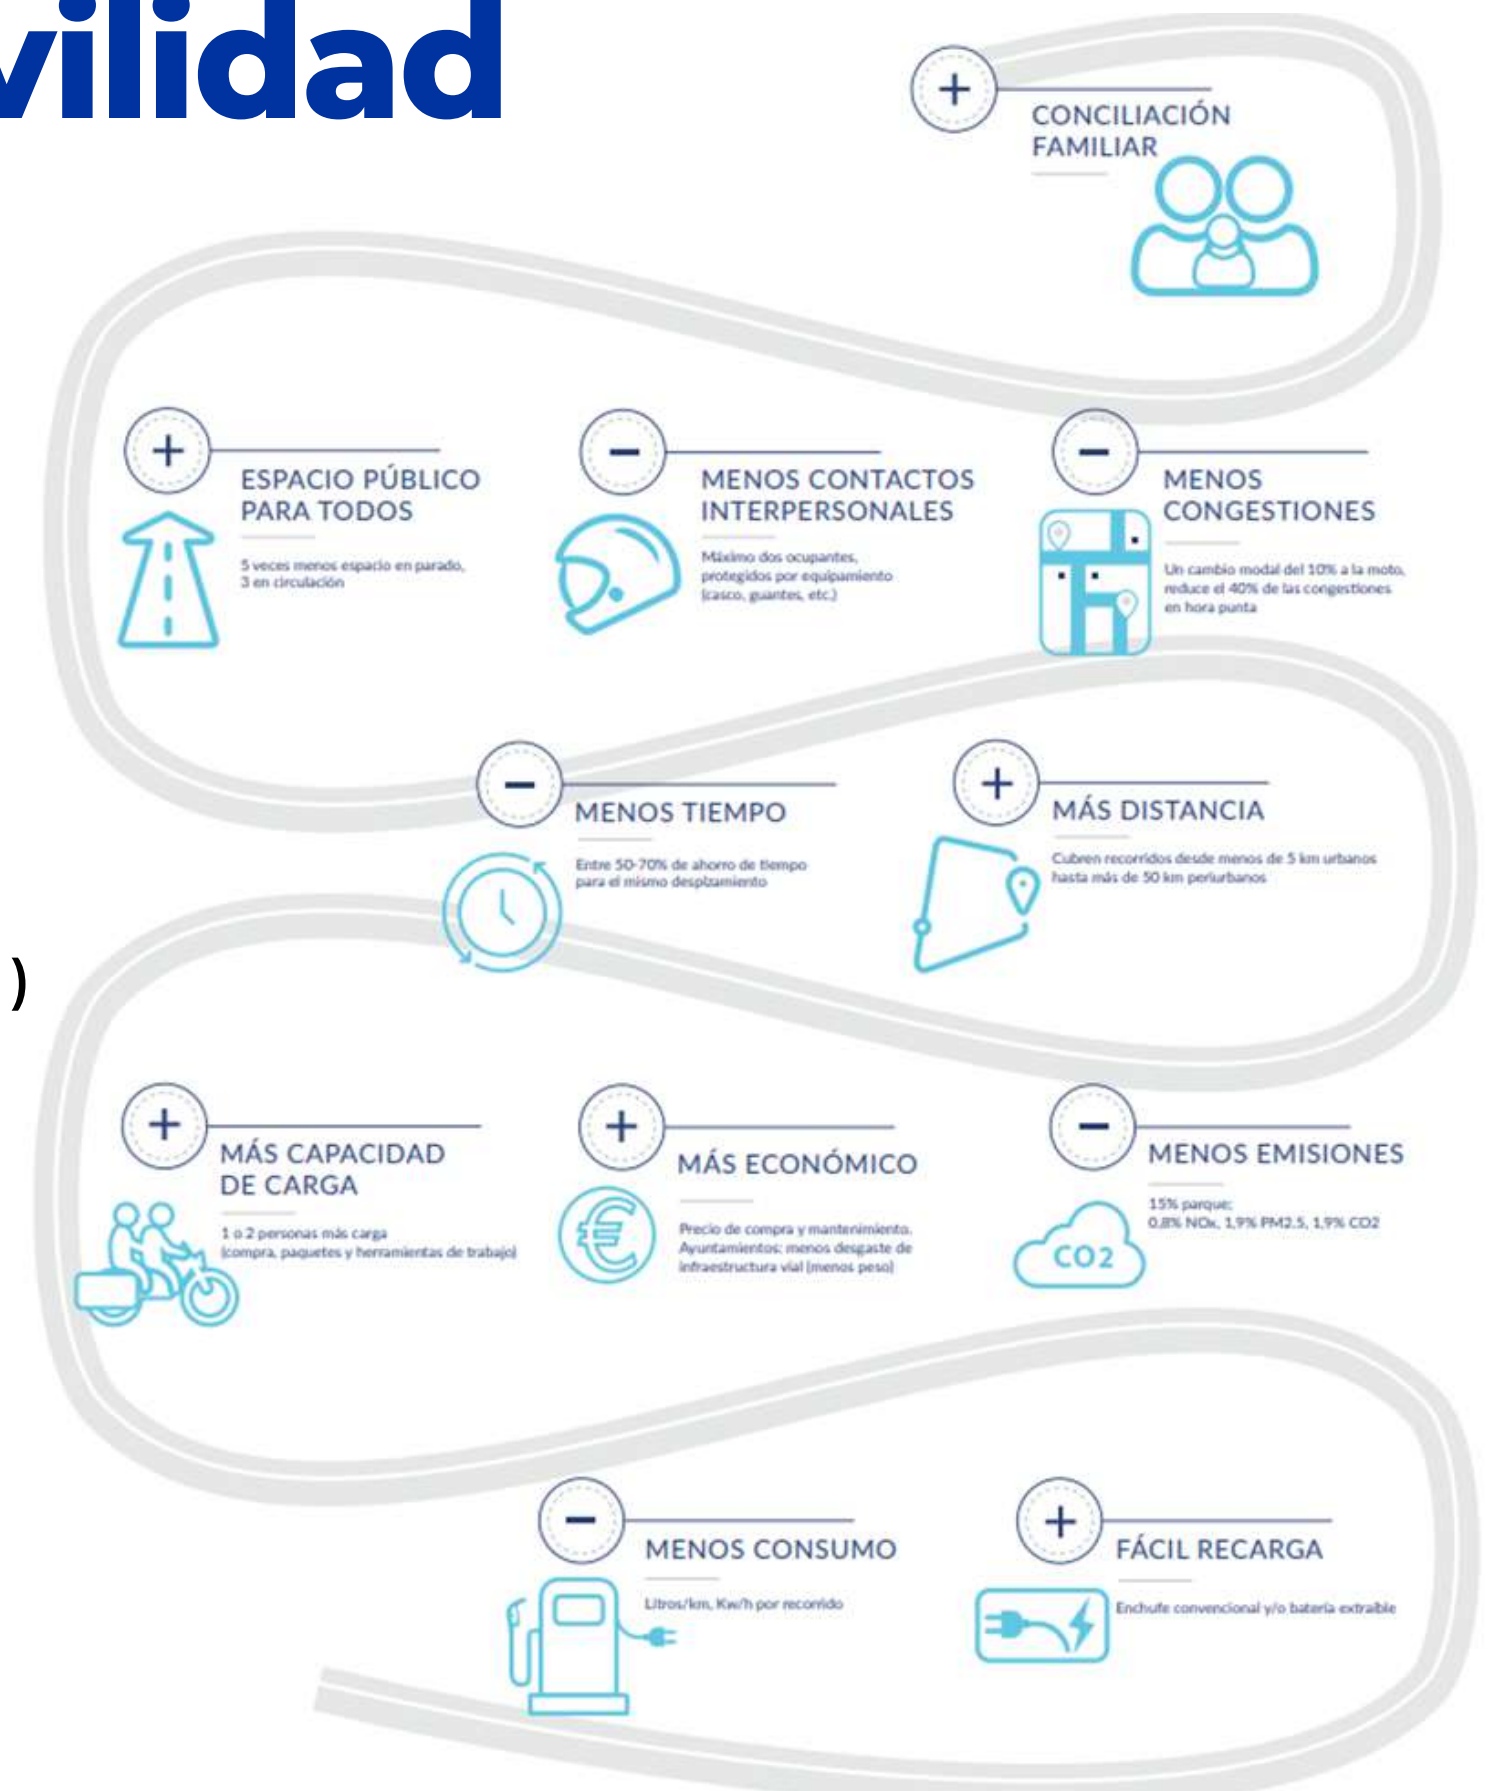 vilidad
+
CONCILIACIÓN
FAMILIAR
+
ESPACIO PÚBLICO
PARA TODOS
5 veces menos espacio en parado,
3 en circulación
−
MENOS CONTACTOS
INTERPERSONALES
Máximo dos ocupantes,
protegidos por equipamiento
(casco, guantes, etc.)
−
MENOS
CONGESTIONES
Un cambio modal del 10% a la moto,
reduce el 40% de las congestiones
en hora punta
−
MENOS TIEMPO
Entre 50-70% de ahorro de tiempo
para el mismo desplzamiento
+
MÁS DISTANCIA
Cubren recorridos desde menos de 5 km urbanos
hasta más de 50 km periurbanos
)
+
MÁS CAPACIDAD
DE CARGA
1 o 2 personas más carga
(compra, paquetes y herramientas de trabajo)
+
MÁS ECONÓMICO
€
Precio de compra y mantenimiento.
Ayuntamientos: menos desgaste de
infraestructura vial (menos peso)
−
MENOS EMISIONES
15% parque;
0,8% NOx, 1,9% PM2.5, 1,9% CO2
CO2
−
MENOS CONSUMO
Litros/km, Kw/h por recorrido
+
FÁCIL RECARGA
Enchufe convencional y/o batería extraíble